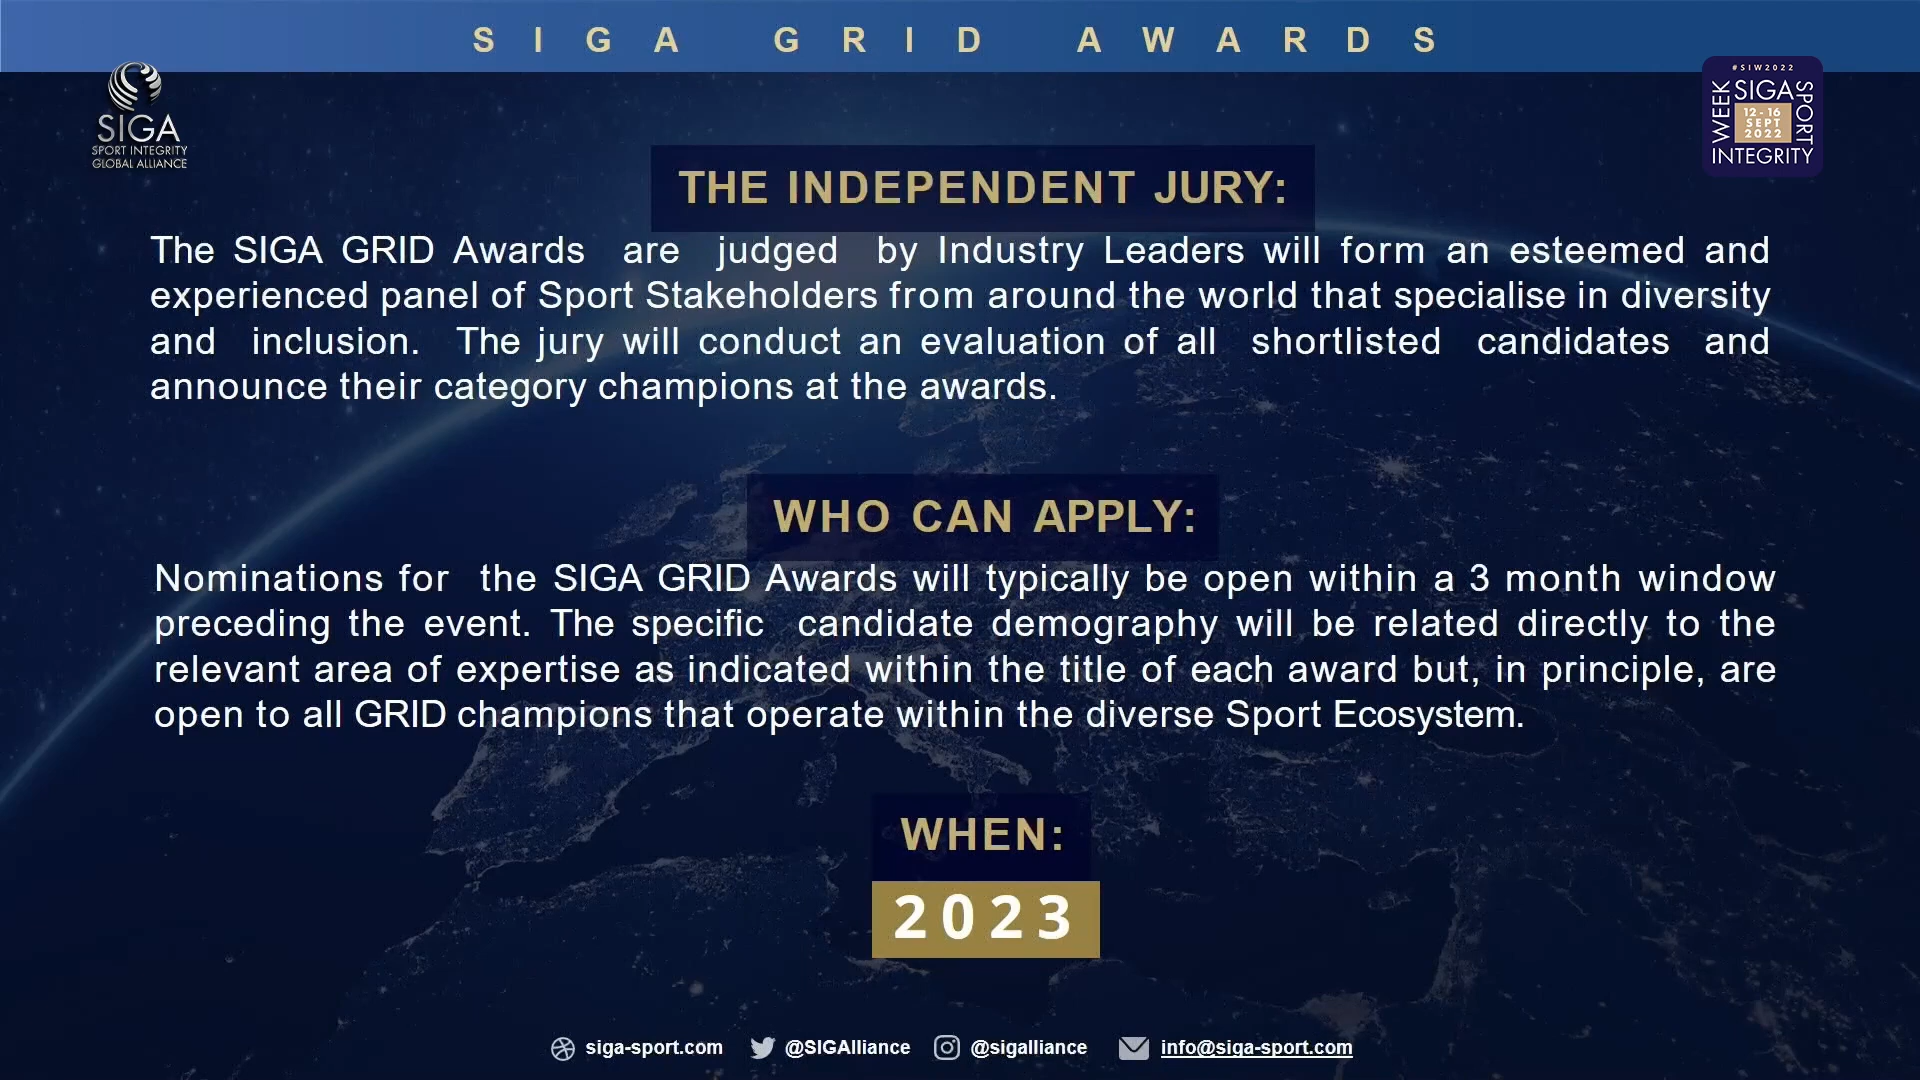 SIGA GRID AWARDS
SIGA
SPORT INTEGRITY
GLOBAL ALLIANCE
#SIW2022
SIGA
SPORT
INTEGRITY
WEEK
12-16
SEPT
2022
THE INDEPENDENT JURY:
The SIGA GRID Awards are judged by Industry Leaders will form an esteemed and
experienced panel of Sport Stakeholders from around the world that specialise in diversity
and inclusion. The jury will conduct an evaluation of all shortlisted candidates and
announce their category champions at the awards.
WHO CAN APPLY:
Nominations for the SIGA GRID Awards will typically be open within a 3 month window
preceding the event. The specific candidate demography will be related directly to the
relevant area of expertise as indicated within the title of each award but, in principle, are
open to all GRID champions that operate within the diverse Sport Ecosystem.
WHEN:
2023
siga-sport.com @SIGAlliance @sigalliance info@siga-sport.com